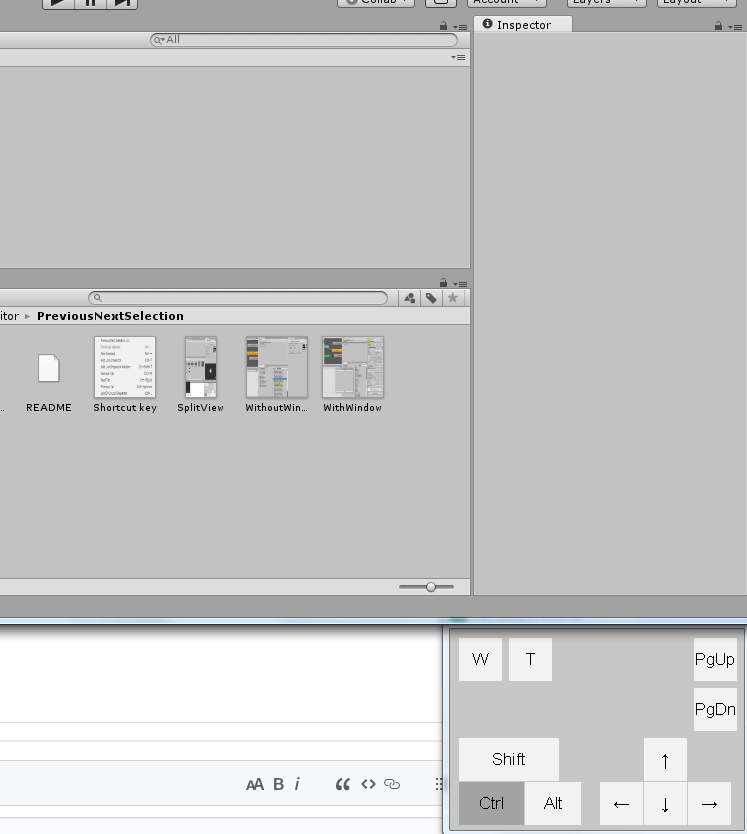 Collab
Account
Layers
Layout
Inspector
All
itor ▸ PreviousNextSelection
..
README
Shortcut key
SplitView
WithoutWin...
WithWindow
W
T
PgUp
PgDn
Shift
↑
Ctrl
Alt
←
↓
→
AA B i